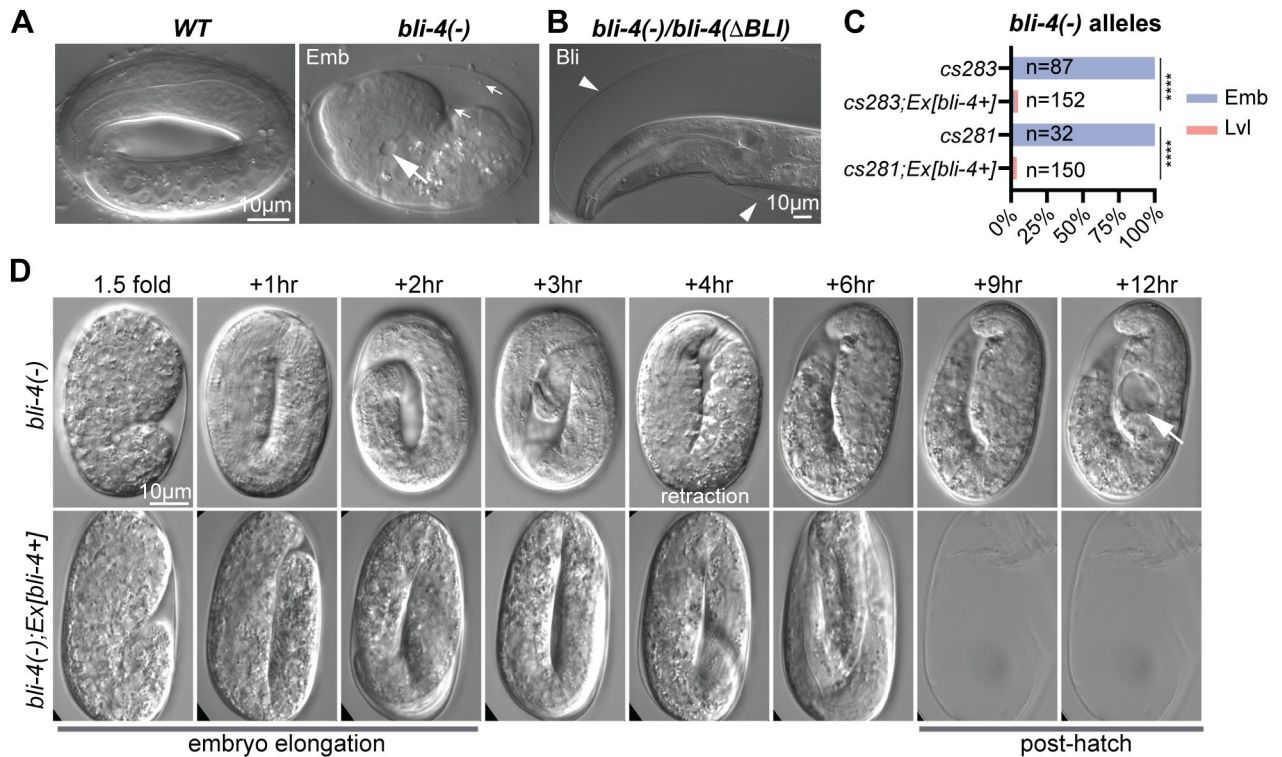 A
WT
bli-4(-)
Emb
10µm
B
bli-4(-)/bli-4(ΔBLI)
Bli
10µm
C
bli-4(-) alleles
cs283
n=87
cs283;Ex[bli-4+]
n=152
cs281
n=32
cs281;Ex[bli-4+]
n=150
****
****
0%
25%
50%
75%
100%
Emb
Lvl
D
1.5 fold
+1hr
+2hr
+3hr
+4hr
+6hr
+9hr
+12hr
bli-4(-)
10µm
retraction
bli-4(-);Ex[bli-4+]
embryo elongation
post-hatch